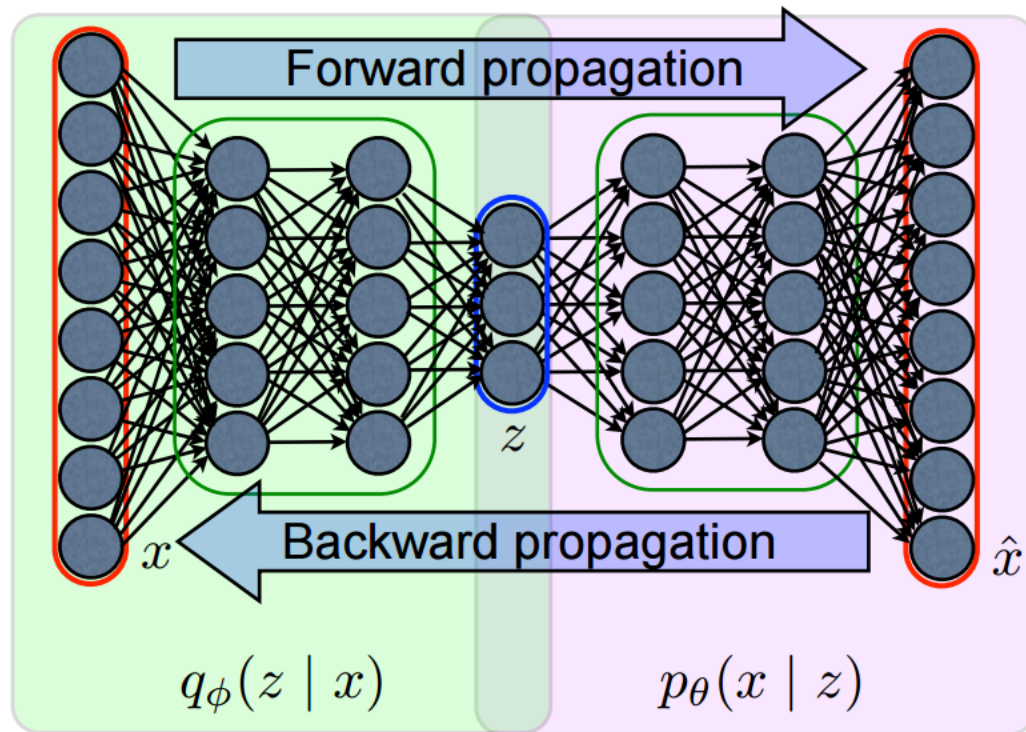 Forward propagation
z
Backward propagation
x
x̂
q_ϕ(z | x)
p_θ(x | z)